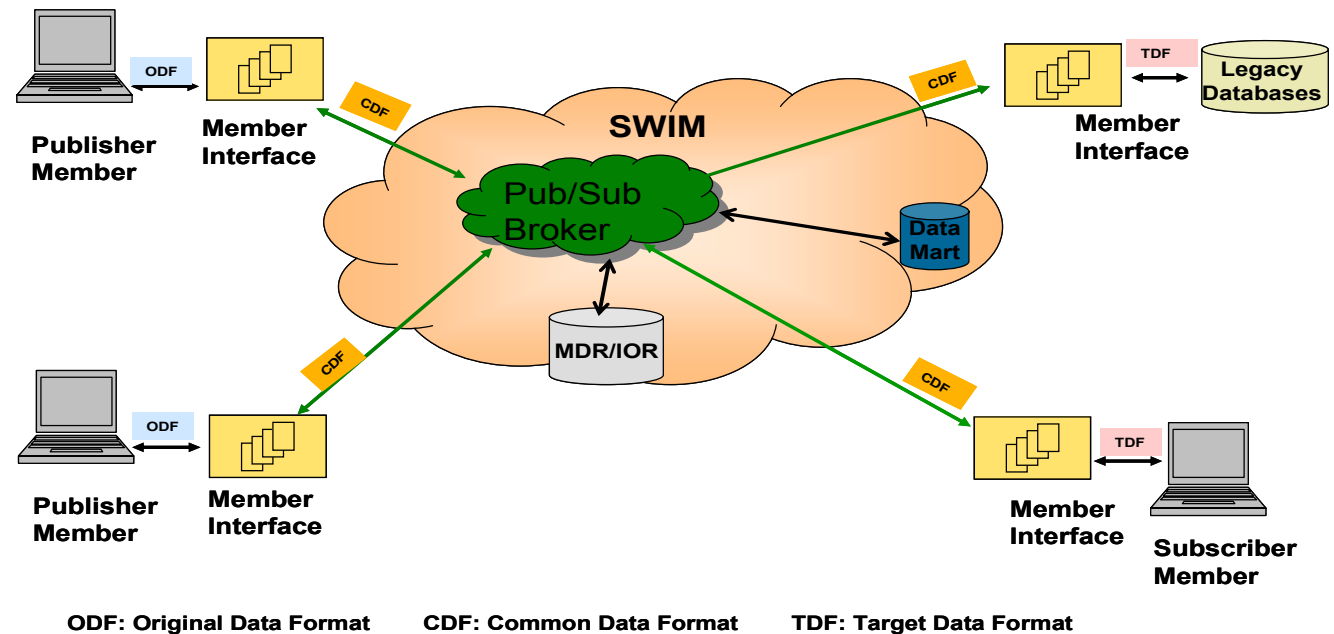 ODF
Publisher
Member
Member
Interface
CDF
SWIM
Pub/Sub
Broker
CDF
TDF
Legacy
Databases
Member
Interface
Data
Mart
MDR/IOR
CDF
ODF
Publisher
Member
Member
Interface
CDF
TDF
Member
Interface
Subscriber
Member
ODF: Original Data Format CDF: Common Data Format TDF: Target Data Format